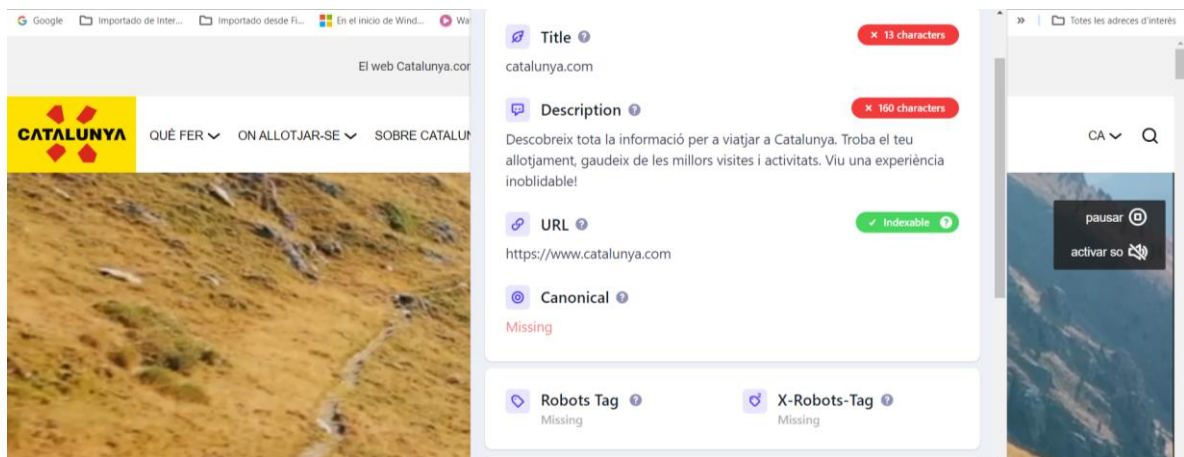 Google Importado de Inter... Importado desde Fi... En el inicio de Wind... » Totes les adreces d'interès
El web Catalunya.com
CATALUNYA QUÈ FER ON ALLOTJAR-SE SOBRE CA CA
Title × 13 characters
catalunya.com
Description × 160 characters
Descobreix tota la informació per a viatjar a Catalunya. Troba el teu
allotjament, gaudeix de les millors visites i activitats. Viu una experiència
inoblidable!
URL ✓ Indexable
https://www.catalunya.com
Canonical
Missing
Robots Tag X-Robots-Tag
Missing Missing
pausar
activar so